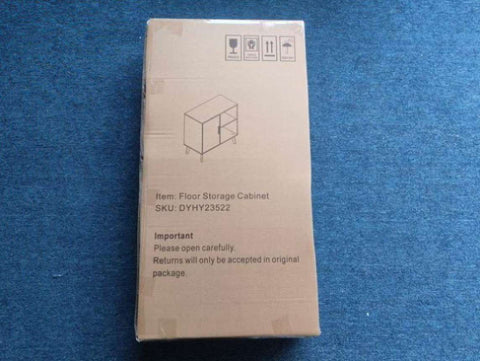 Item: Floor Storage Cabinet
SKU: DYHY23522
Important
Please open carefully.
Returns will only be accepted in original
package.